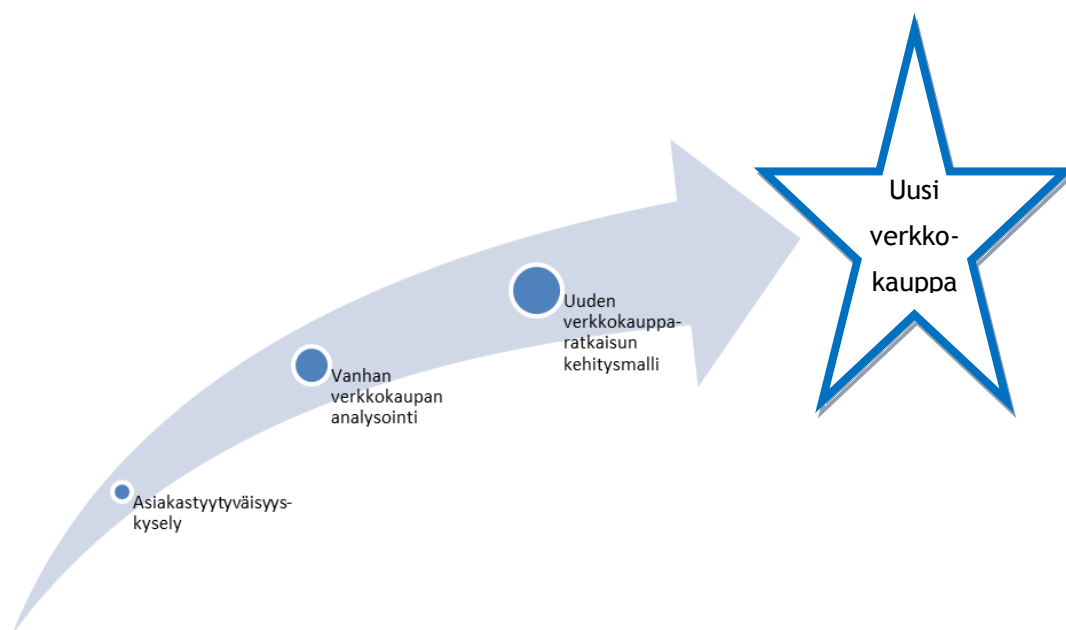 Asiakastyytyväisyys-
kysely
Vanhan
verkkokaupan
analysointi
Uuden
verkkokauppa-
ratkaisun
kehitysmalli
Uusi
verkko-
kauppa